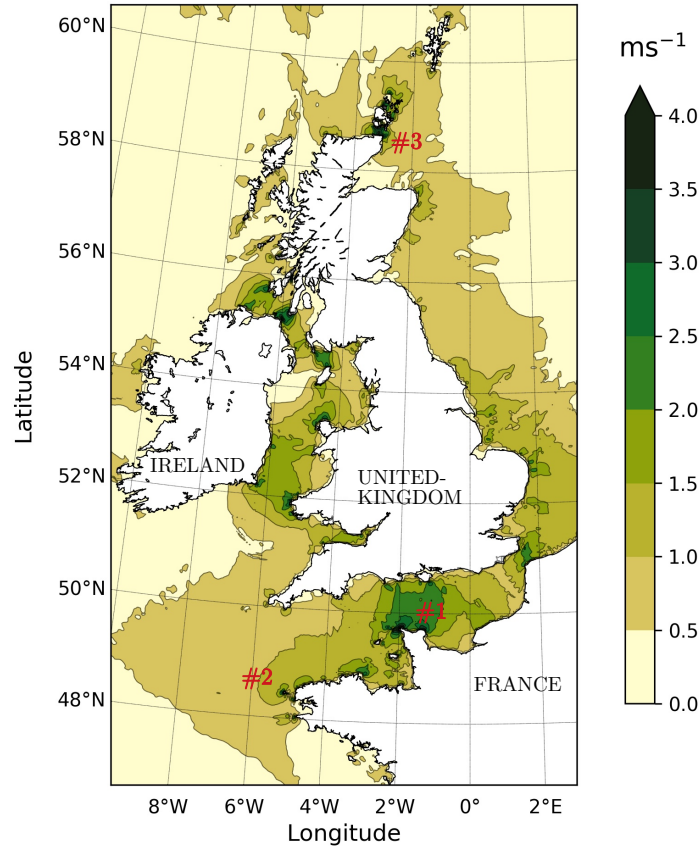 ms⁻¹
60°N
58°N
56°N
54°N
52°N
50°N
48°N
Latitude
#3
IRELAND
UNITED-
KINGDOM
#1
#2
FRANCE
4.0
3.5
3.0
2.5
2.0
1.5
1.0
0.5
0.0
8°W
6°W
4°W
2°W
0°
2°E
Longitude